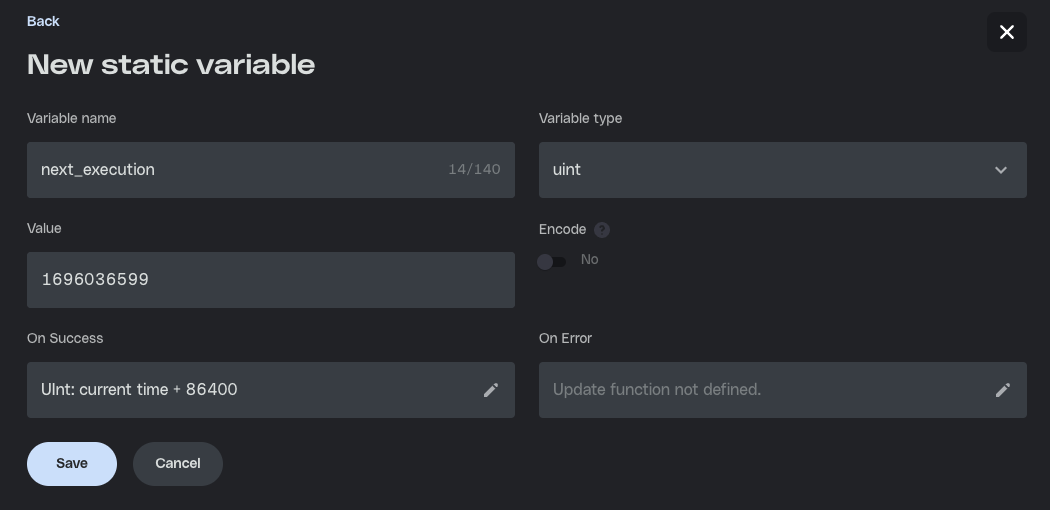 Back
New static variable
Variable name
Variable type
next_execution 14/140
uint
Value
Encode ?
1696036599
No
On Success
On Error
UInt: current time + 86400
Update function not defined.
Save
Cancel